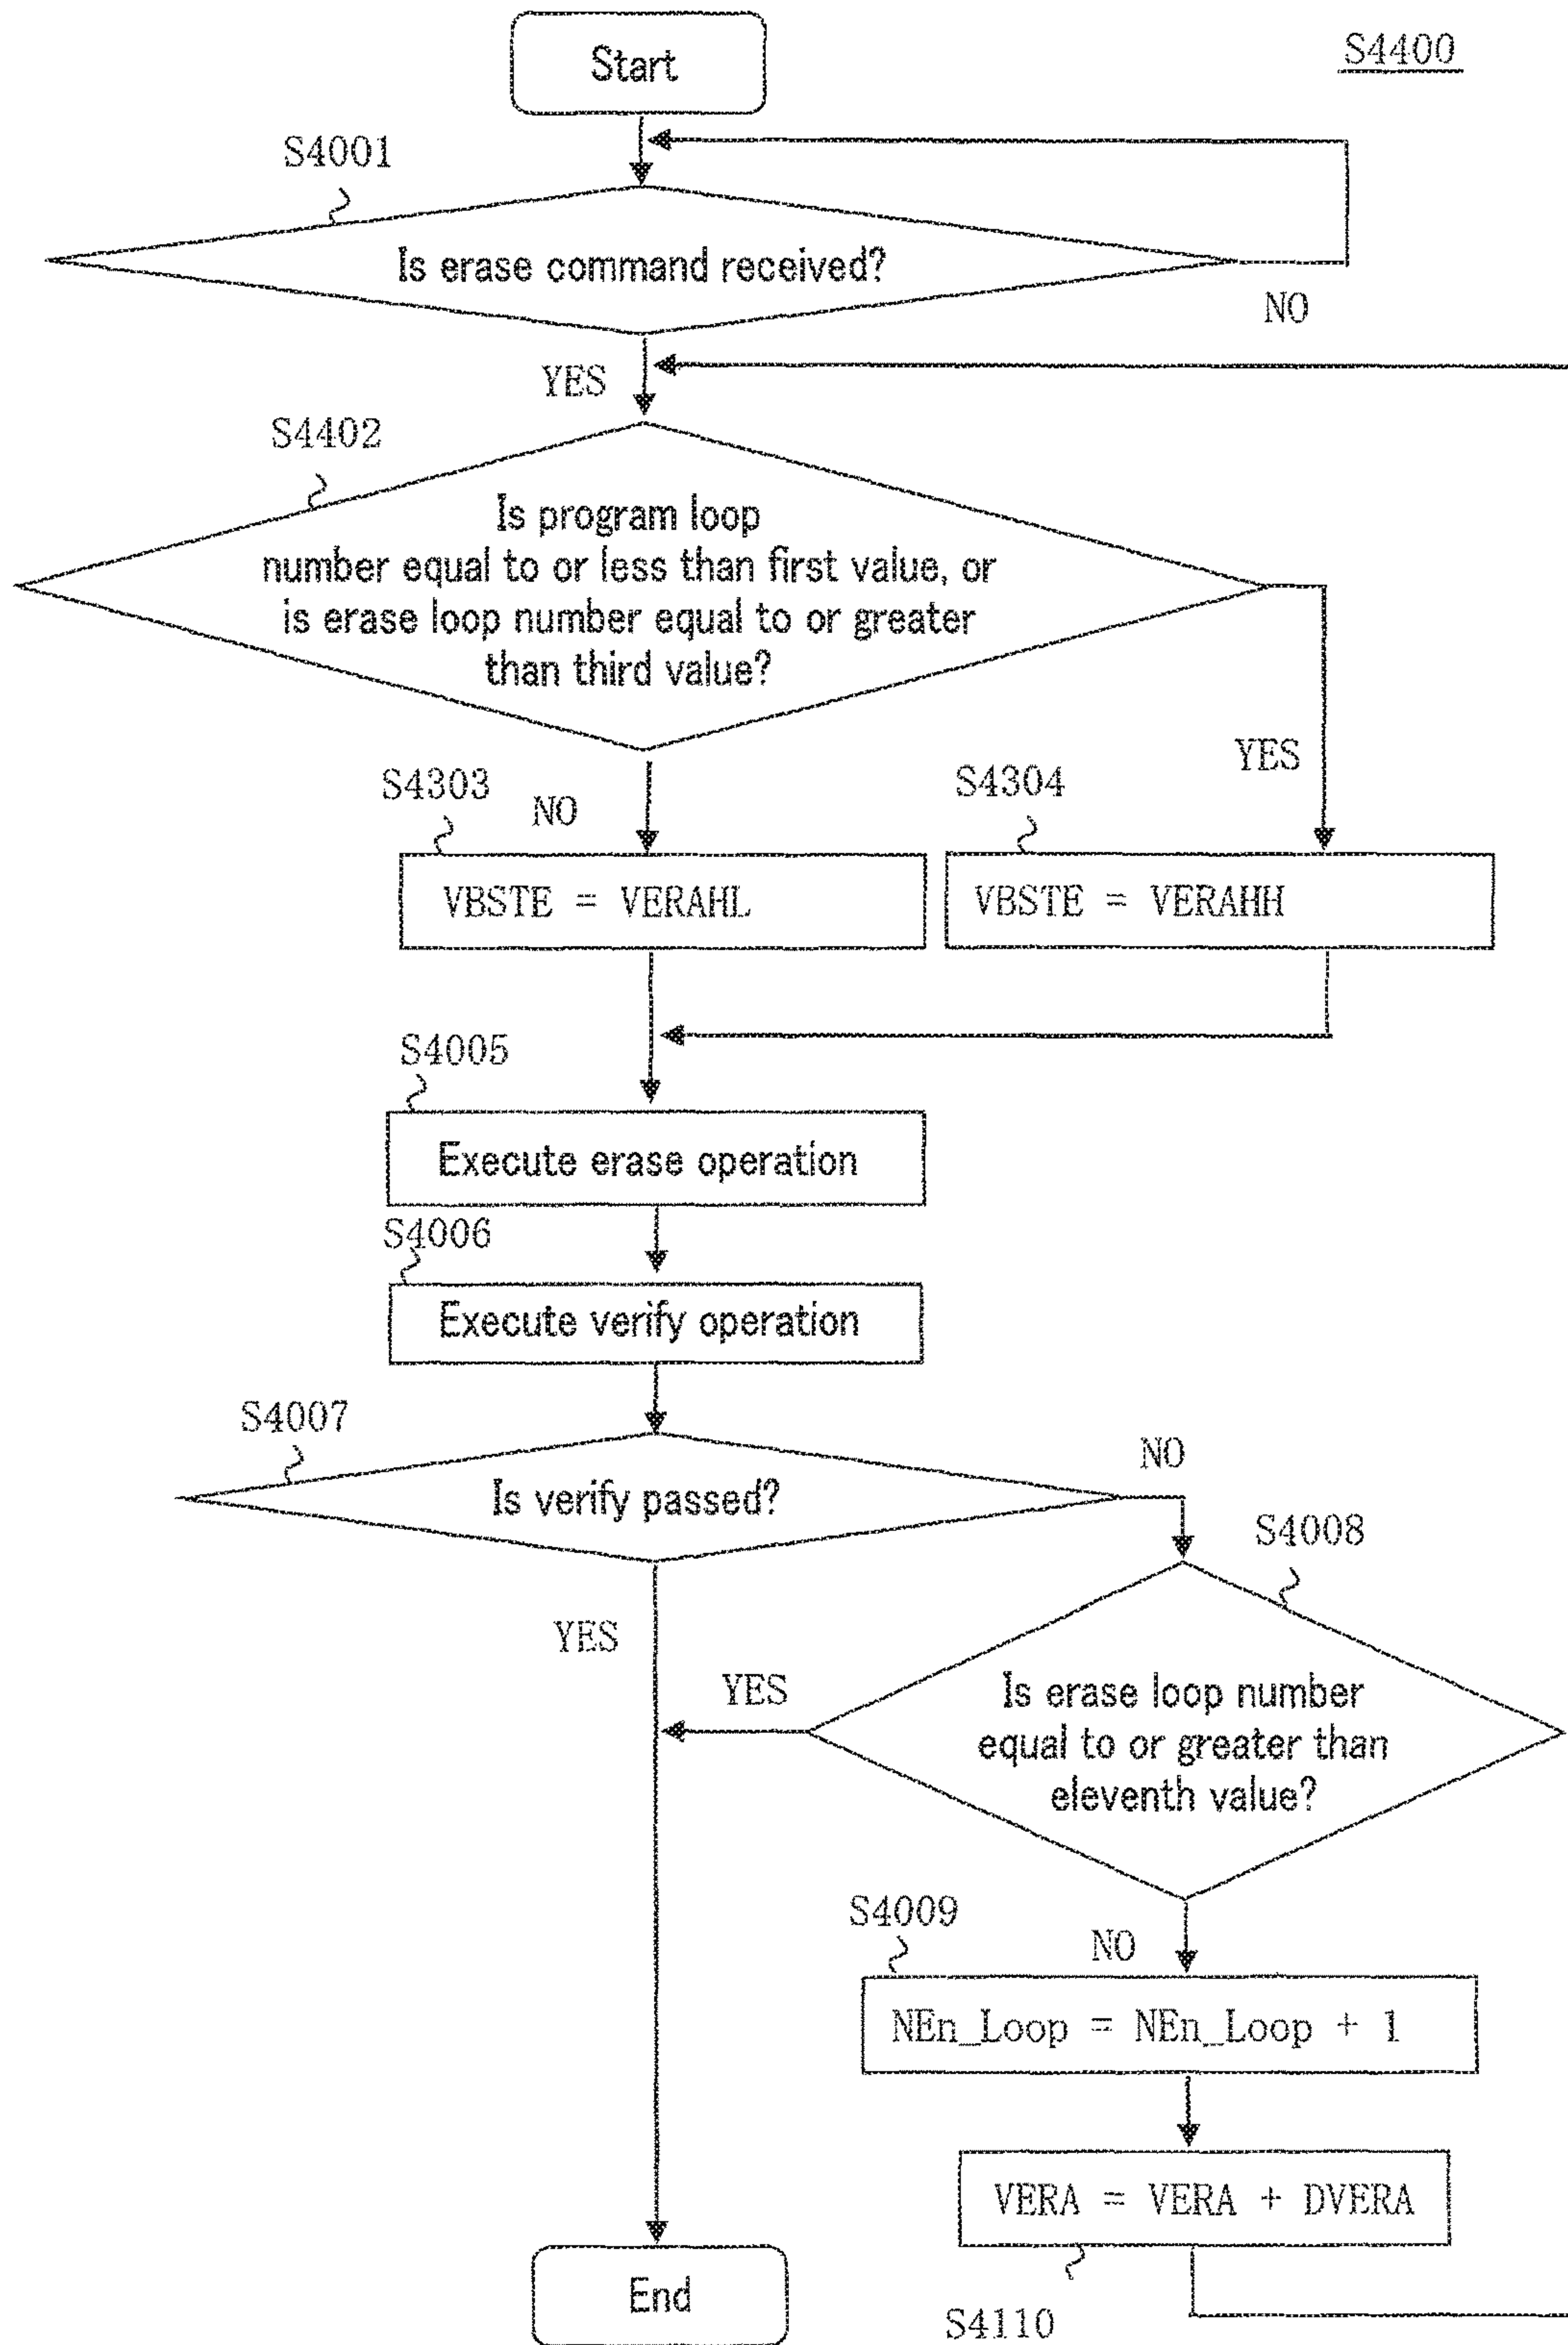 S4400
Start
S4001
Is erase command received?
NO
YES
S4402
Is program loop
number equal to or less than first value, or
is erase loop number equal to or greater
than third value?
YES
S4303
NO
S4304
VBSTE = VERAHL
VBSTE = VERAHH
S4005
Execute erase operation
S4006
Execute verify operation
S4007
NO
Is verify passed?
S4008
YES
YES
Is erase loop number
equal to or greater than
eleventh value?
S4009
NO
NEn_Loop = NEn_Loop + 1
VERA = VERA + DVERA
End
S4110